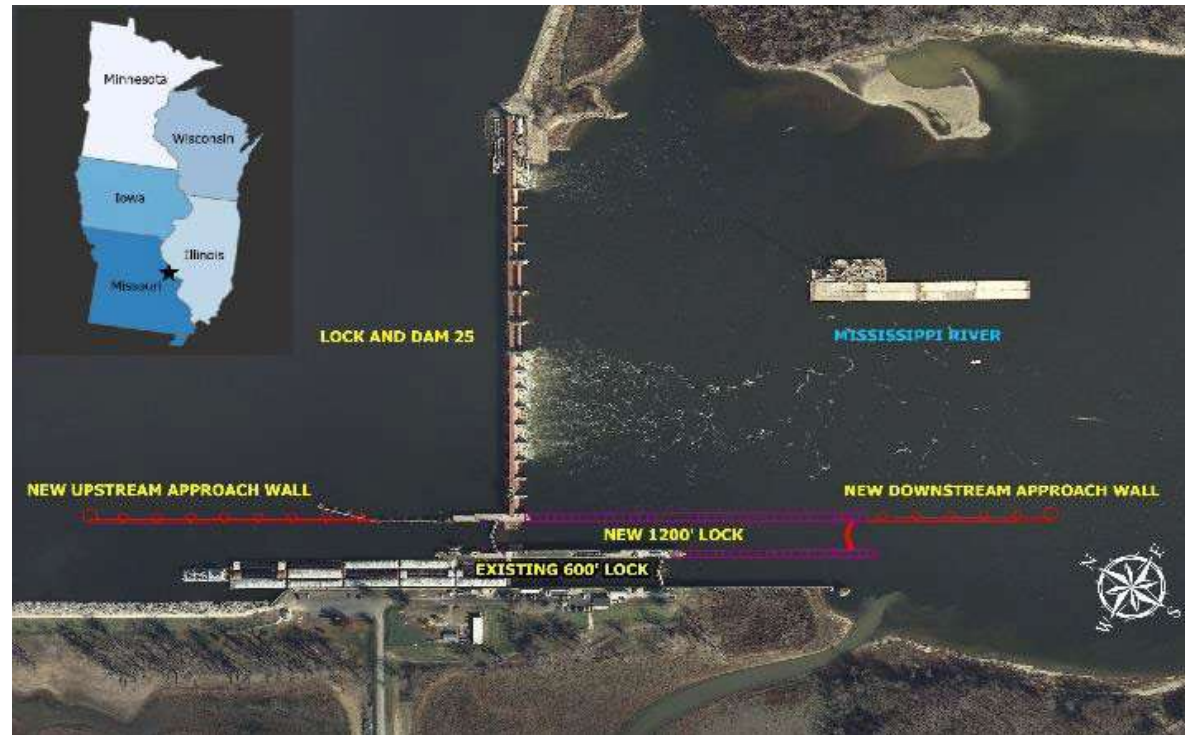 Minnesota
Wisconsin
Iowa
Illinois
Missouri
LOCK AND DAM 25
MISSISSIPPI RIVER
NEW UPSTREAM APPROACH WALL
NEW DOWNSTREAM APPROACH WALL
NEW 1200' LOCK
EXISTING 600' LOCK
N
E
W
S